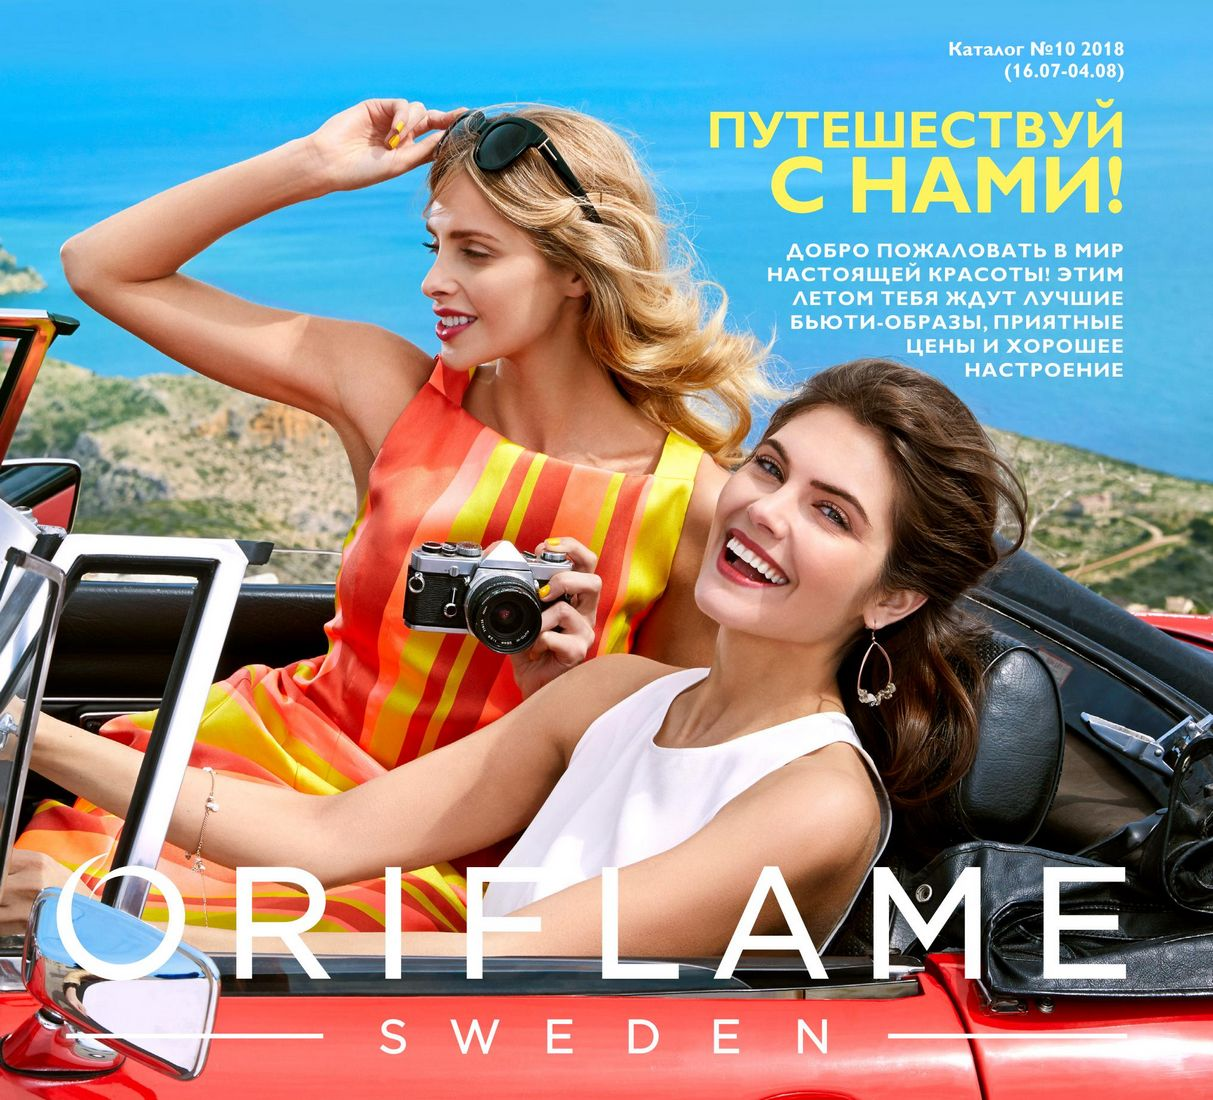 Каталог №10 2018
(16.07-04.08)
ПУТЕШЕСТВУЙ
С НАМИ!
ДОБРО ПОЖАЛОВАТЬ В МИР
НАСТОЯЩЕЙ КРАСОТЫ! ЭТИМ
ЛЕТОМ ТЕБЯ ЖДУТ ЛУЧШИЕ
БЬЮТИ-ОБРАЗЫ, ПРИЯТНЫЕ
ЦЕНЫ И ХОРОШЕЕ
НАСТРОЕНИЕ
ORIFLAME
SWEDEN